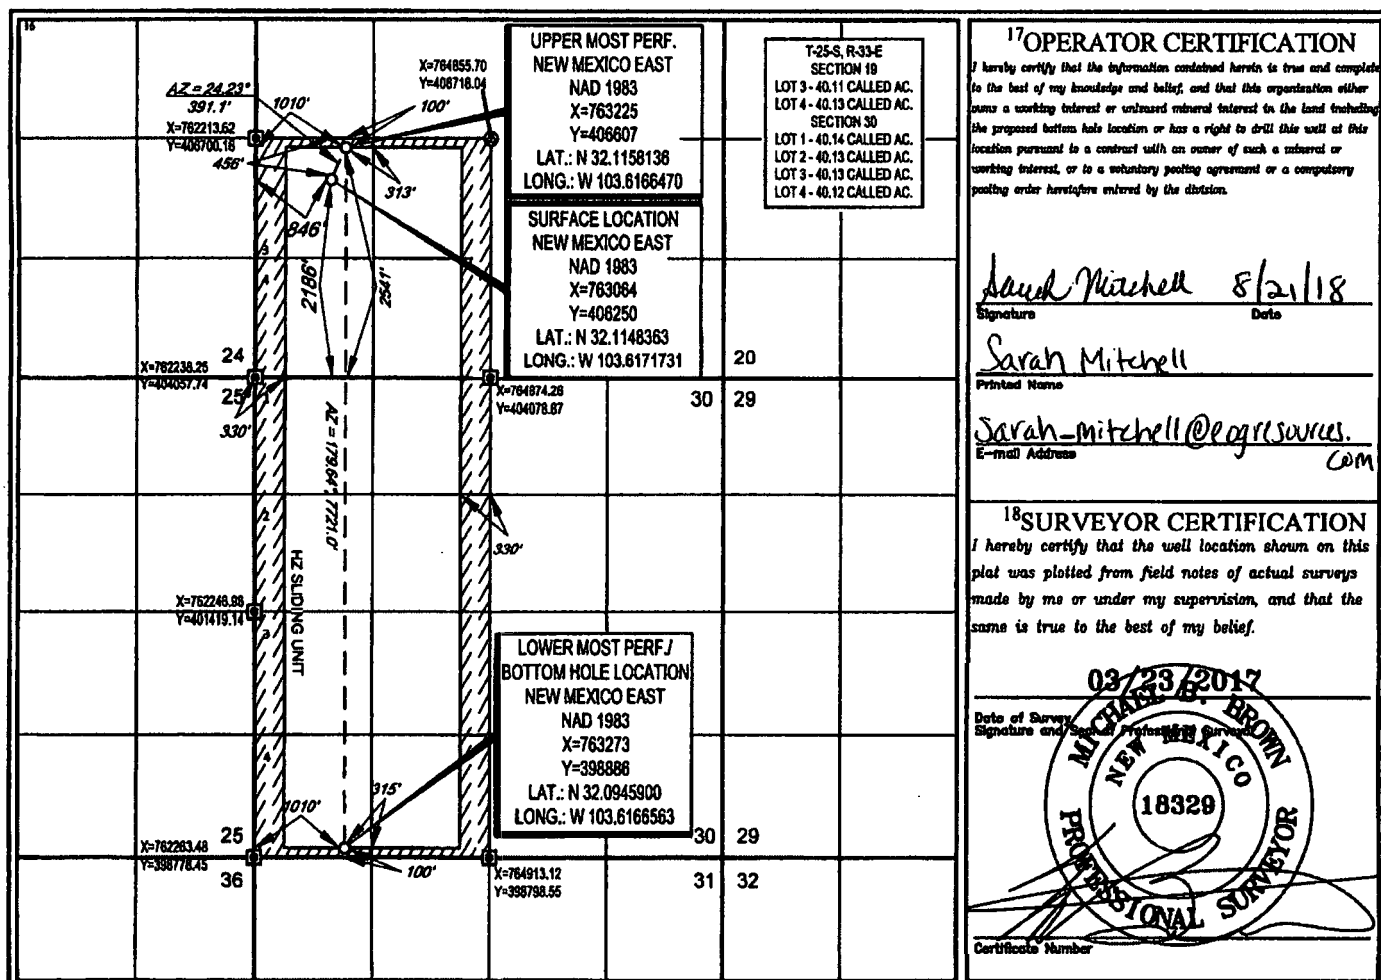 16
UPPER MOST PERF.
NEW MEXICO EAST
NAD 1983
X=763225
Y=406607
LAT.: N 32.1158136
LONG.: W 103.6166470
SURFACE LOCATION
NEW MEXICO EAST
NAD 1983
X=763064
Y=406250
LAT.: N 32.1148363
LONG.: W 103.6171731
LOWER MOST PERF./
BOTTOM HOLE LOCATION
NEW MEXICO EAST
NAD 1983
X=763273
Y=398886
LAT.: N 32.0945900
LONG.: W 103.6166563
T-25-S, R-33-E
SECTION 19
LOT 3 - 40.11 CALLED AC.
LOT 4 - 40.13 CALLED AC.
SECTION 30
LOT 1 - 40.14 CALLED AC.
LOT 2 - 40.13 CALLED AC.
LOT 3 - 40.13 CALLED AC.
LOT 4 - 40.12 CALLED AC.
X=764855.70
Y=406718.04
AZ = 24.23°
391.1'
1010'
100'
X=762213.62
Y=406700.16
456'
313'
846'
3
4
2186'
2541'
24
20
X=762238.25
Y=404057.74
25
X=764874.26
Y=404078.67
30
29
330'
AZ = 179.64° 7721.0'
2
330'
HZ SLIDING UNIT
X=762246.98
Y=401419.14
3
4
315'
1010'
X=762263.48
Y=398778.45
25
36
100'
X=764913.12
Y=398798.55
30
29
31
32
17OPERATOR CERTIFICATION
I hereby certify that the information contained herein is true and complete
to the best of my knowledge and belief, and that this organization either
owns a working interest or unleased mineral interest in the land including
the proposed bottom hole location or has a right to drill this well at this
location pursuant to a contract with an owner of such a mineral or
working interest, or to a voluntary pooling agreement or a compulsory
pooling order heretofore entered by the division.
Sarah Mitchell 8/21/18
Signature Date
Sarah Mitchell
Printed Name
Sarah_mitchell@eogresources.
com
E-mail Address
18SURVEYOR CERTIFICATION
I hereby certify that the well location shown on this
plat was plotted from field notes of actual surveys
made by me or under my supervision, and that the
same is true to the best of my belief.
03/23/2017
Date of Survey
Signature and Seal of Professional Surveyor
MICHAEL B. BROWN
NEW MEXICO
18329
PROFESSIONAL SURVEYOR
Certificate Number